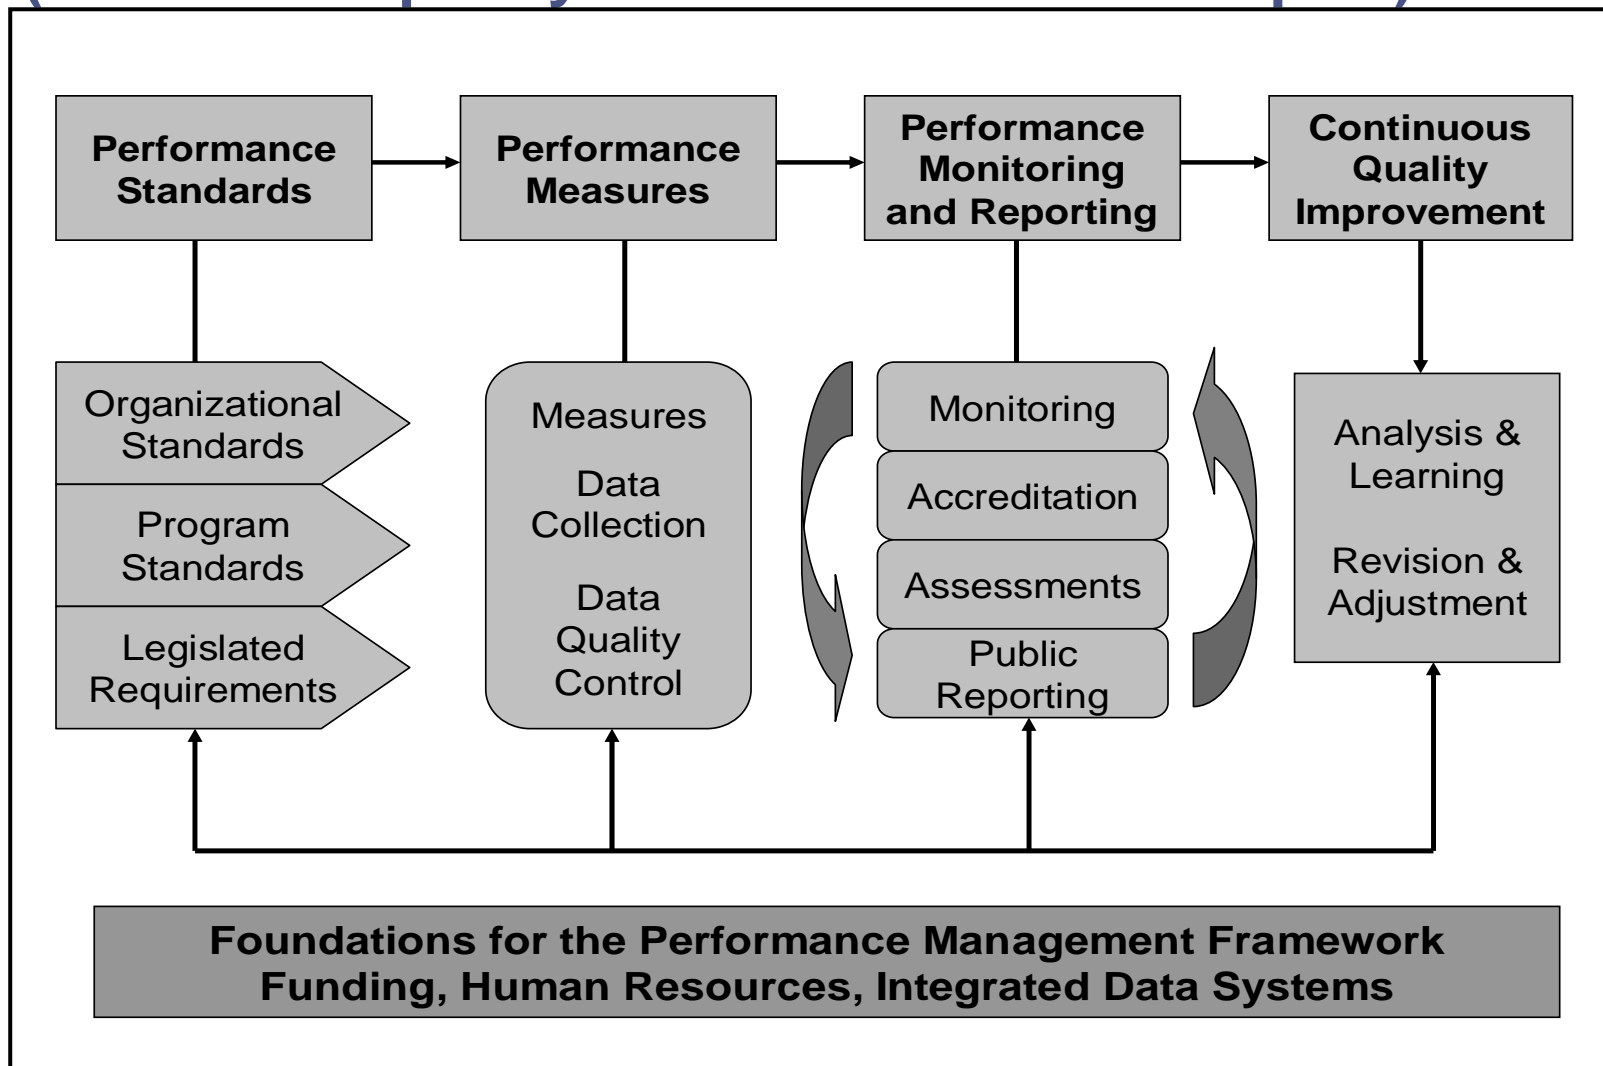 Performance
Standards
Performance
Measures
Performance
Monitoring
and Reporting
Continuous
Quality
Improvement
Organizational
Standards
Program
Standards
Legislated
Requirements
Measures
Data
Collection
Data
Quality
Control
Monitoring
Accreditation
Assessments
Public
Reporting
Analysis &
Learning
Revision &
Adjustment
Foundations for the Performance Management Framework
Funding, Human Resources, Integrated Data Systems